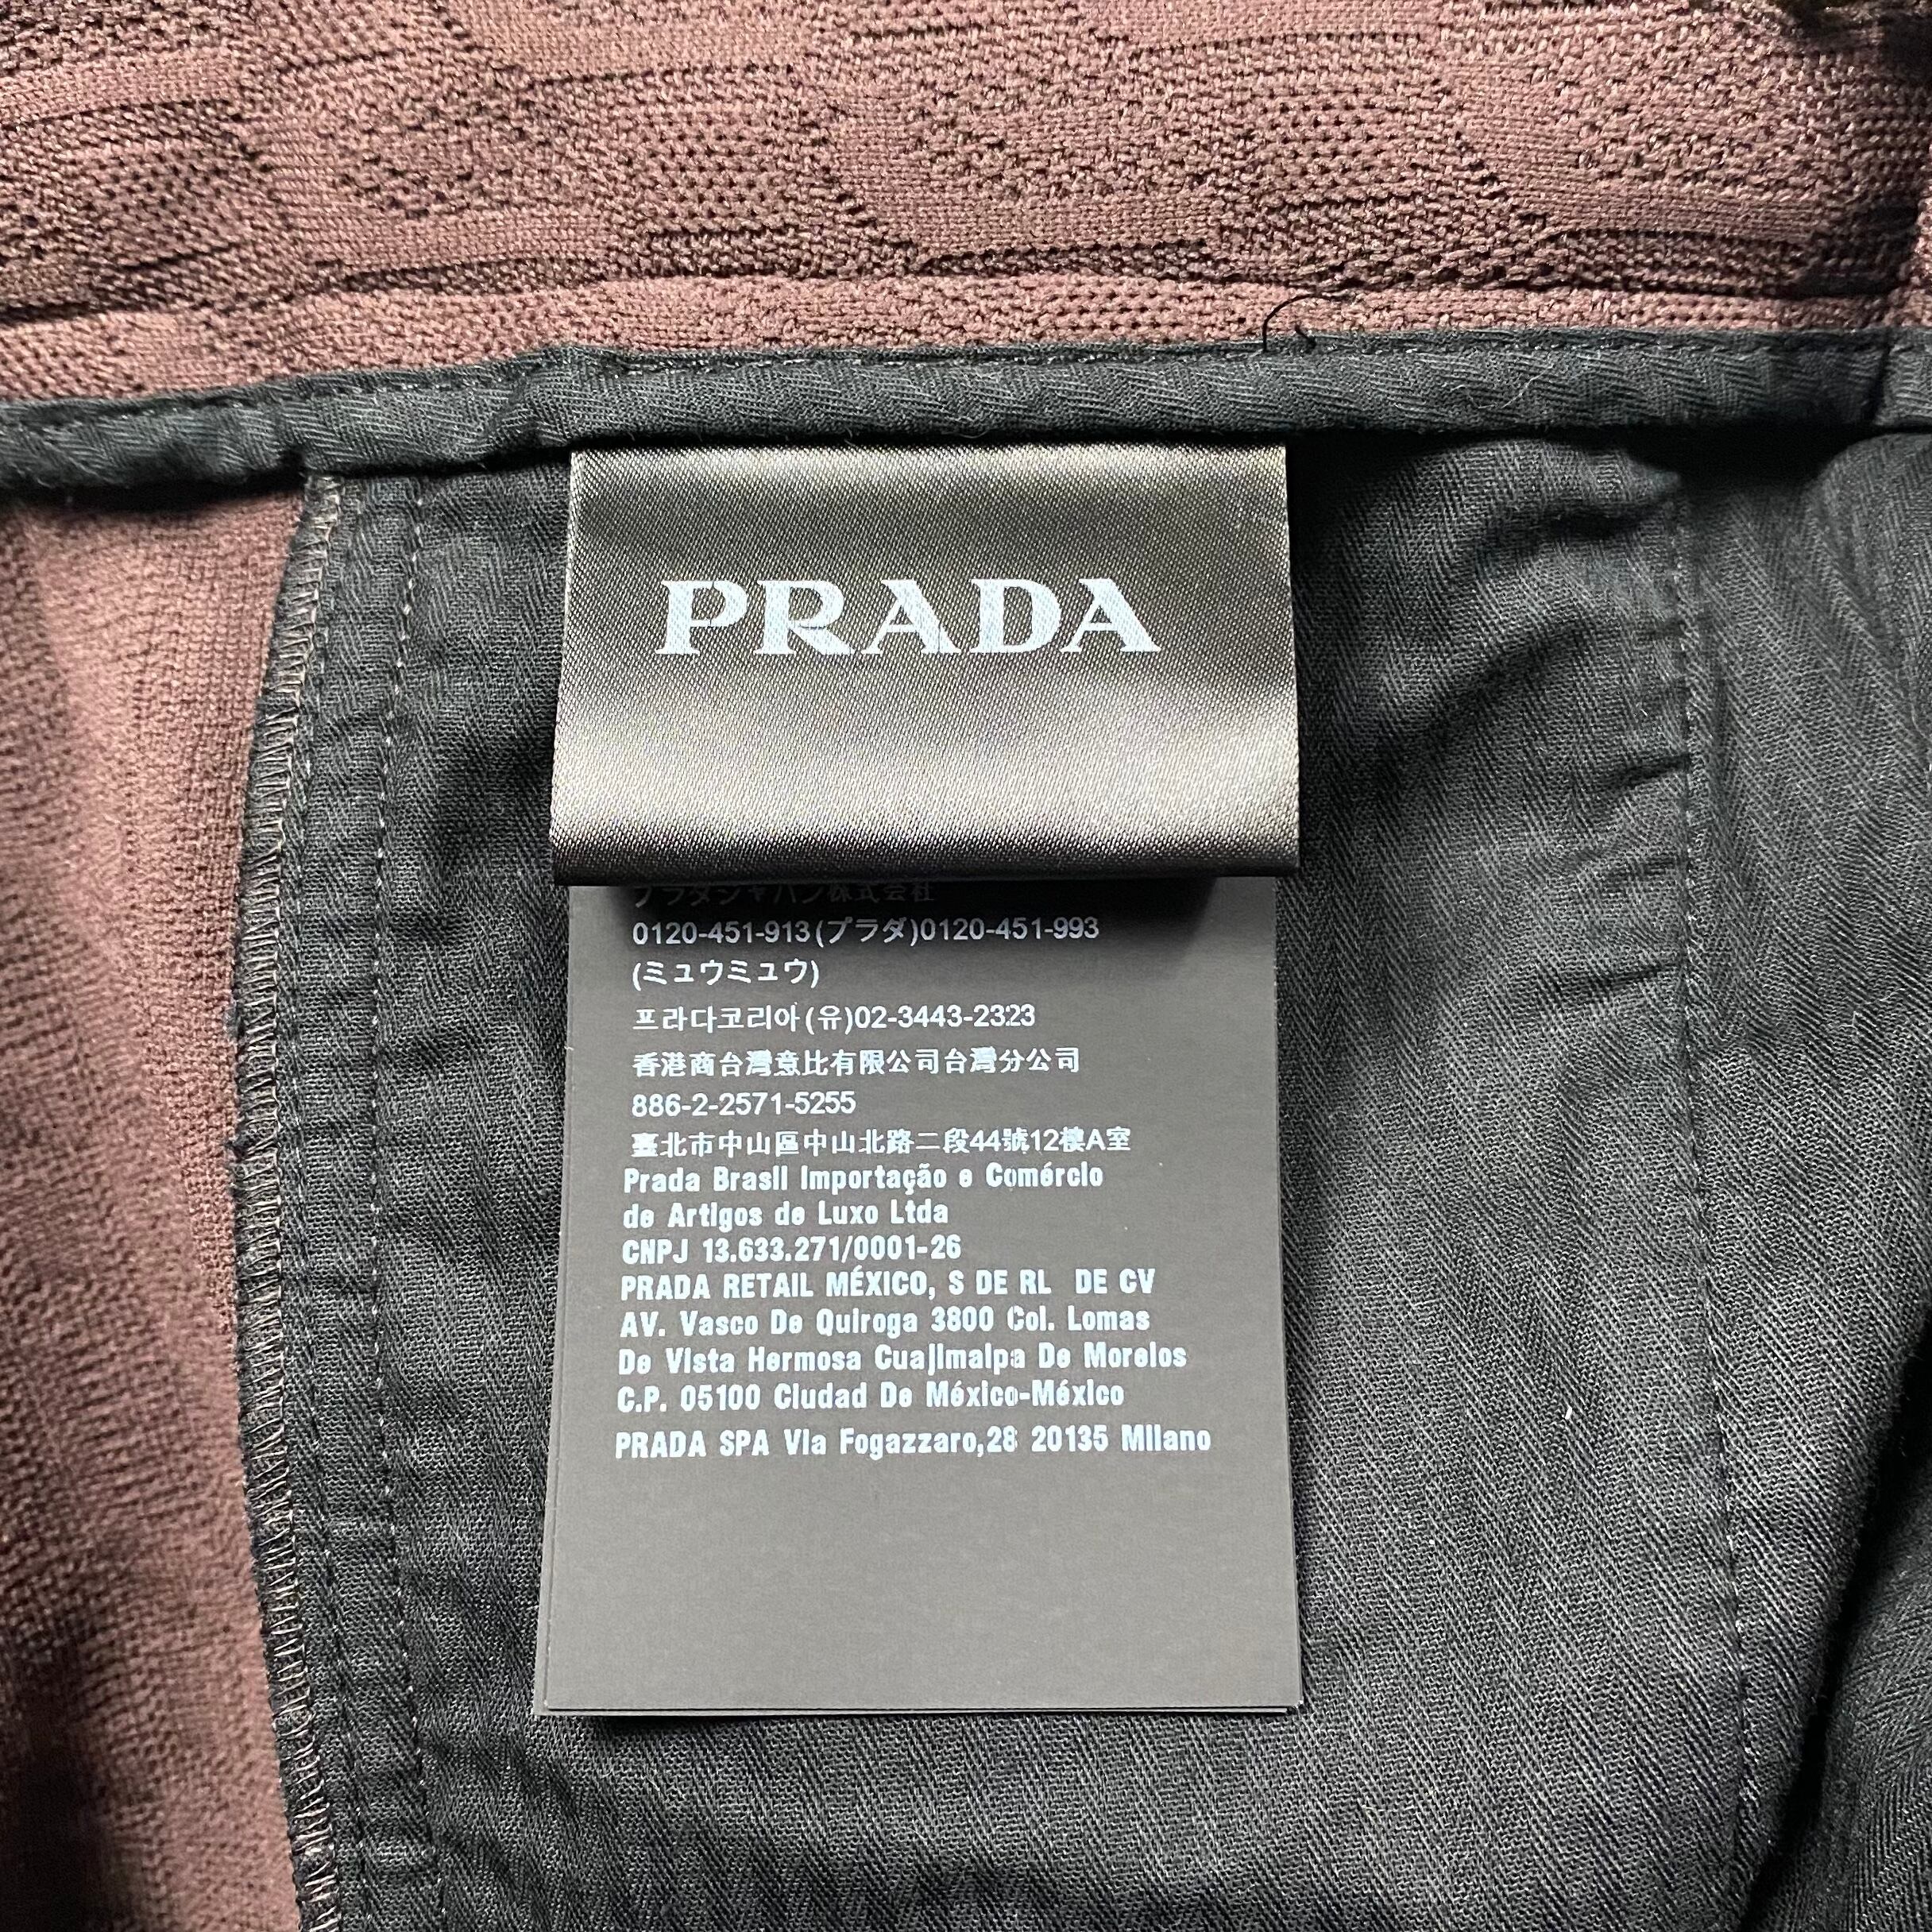 PRADA
プラダジャパン株式会社
0120-451-913(プラダ)0120-451-993
(ミュウミュウ)
프라다코리아(유)02-3443-2323
香港商台灣意比有限公司台灣分公司
886-2-2571-5255
臺北市中山區中山北路二段44號12樓A室
Prada Brasil Importação e Comércio
de Artigos de Luxo Ltda
CNPJ 13.633.271/0001-26
PRADA RETAIL MÉXICO, S DE RL DE CV
AV. Vasco De Quiroga 3800 Col. Lomas
De Vista Hermosa Cuajimalpa De Morelos
C.P. 05100 Ciudad De México-México
PRADA SPA Via Fogazzaro,28 20135 Milano